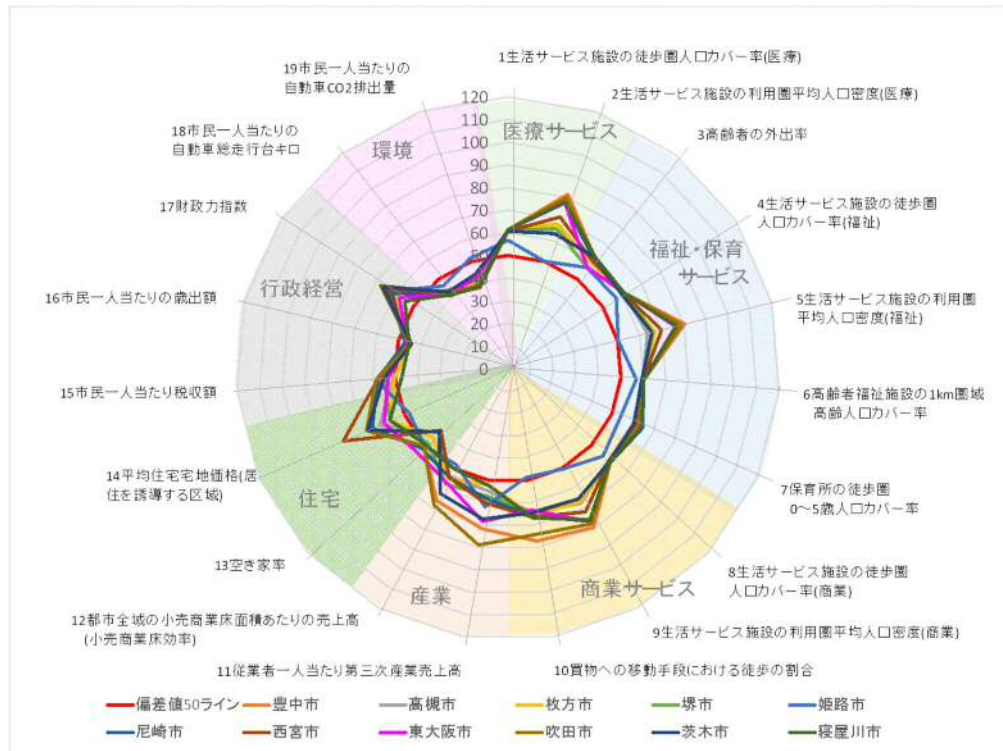 19市民一人当たりの
自動車CO2排出量
1生活サービス施設の徒歩圏人口カバー率(医療)
2生活サービス施設の利用圏平均人口密度(医療)
3高齢者の外出率
4生活サービス施設の徒歩圏
人口カバー率(福祉)
5生活サービス施設の利用圏
平均人口密度(福祉)
6高齢者福祉施設の1km圏域
高齢人口カバー率
7保育所の徒歩圏
0～5歳人口カバー率
8生活サービス施設の徒歩圏
人口カバー率(商業)
9生活サービス施設の利用圏平均人口密度(商業)
10買物への移動手段における徒歩の割合
11従業者一人当たり第三次産業売上高
12都市全域の小売商業床面積あたりの売上高
(小売商業床効率)
13空き家率
14平均住宅宅地価格(居
住を誘導する区域)
15市民一人当たり税収額
16市民一人当たりの歳出額
17財政力指数
18市民一人当たりの
自動車総走行台キロ
120
110
100
90
80
70
60
50
40
30
20
10
0
医療サービス
福祉・保育
サービス
商業サービス
産業
住宅
行政経営
環境
偏差値50ライン
豊中市
高槻市
枚方市
堺市
姫路市
尼崎市
西宮市
東大阪市
吹田市
茨木市
寝屋川市